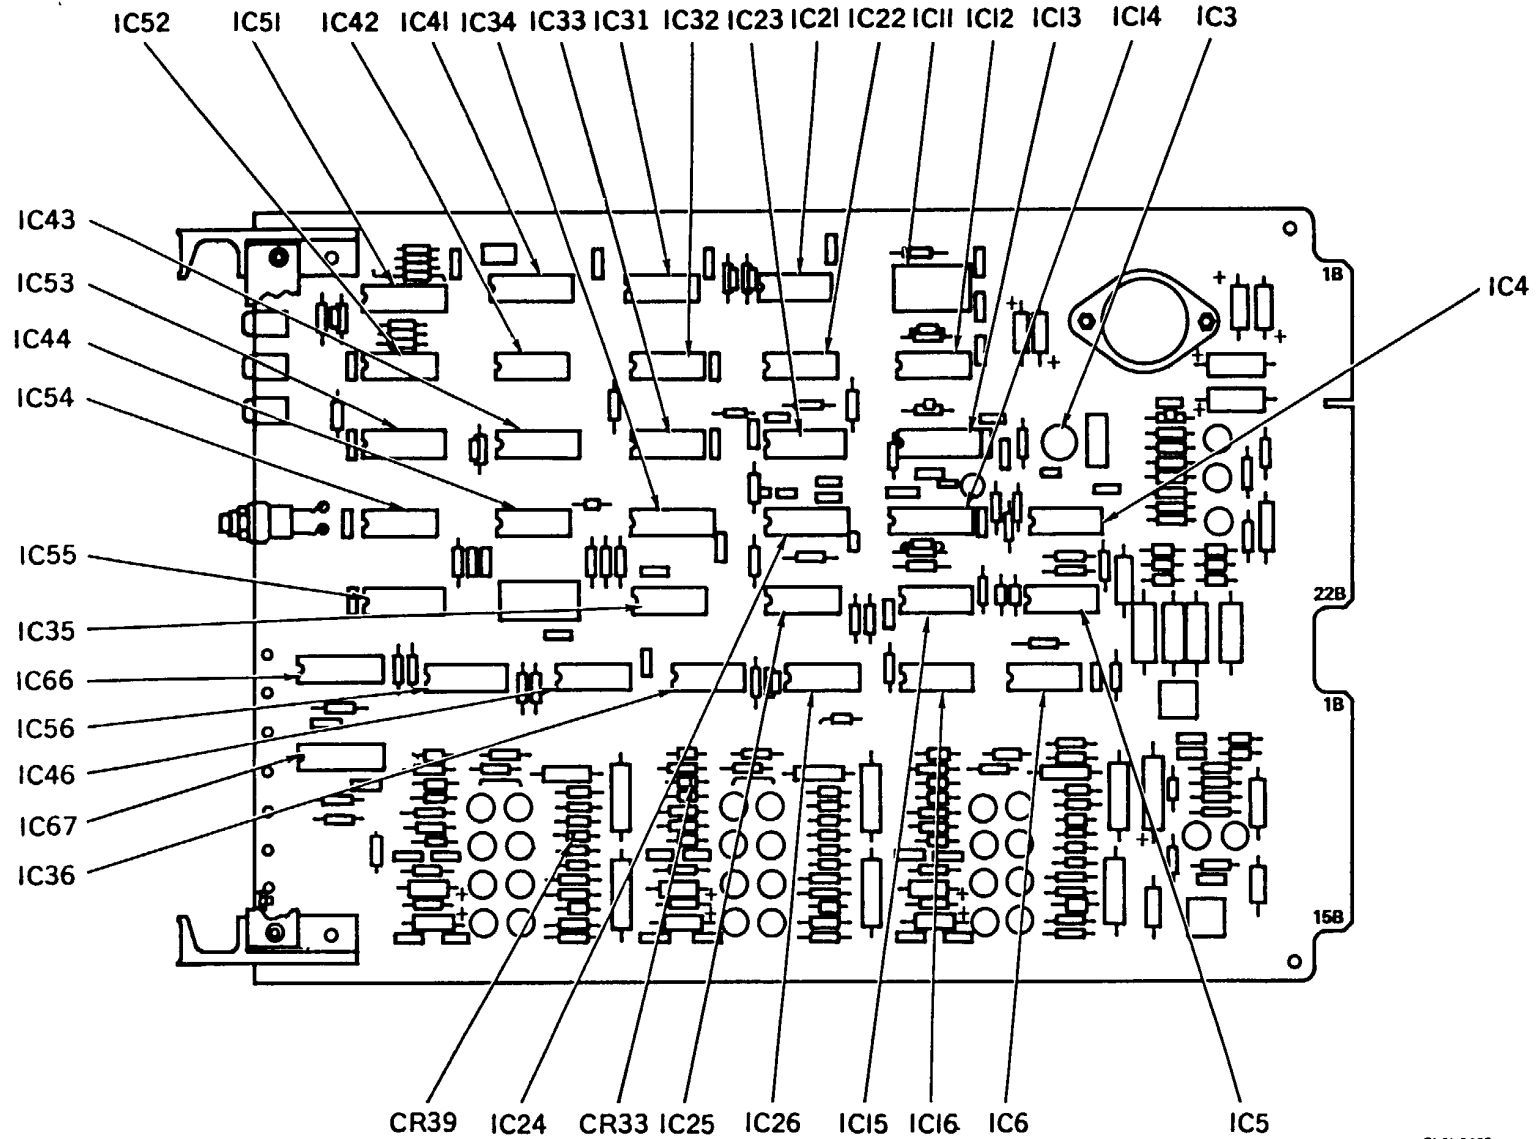 IC52 IC51 IC42 IC41 IC34 IC33 IC31 IC32 IC23 IC21 IC22 IC11 IC12 IC13 IC14 IC3
IC43
IC53
IC44
IC54
IC55
IC35
IC66
IC56
IC46
IC67
IC36
IC4
1B
22B
1B
15B
+
+
+
+
+
+
+
+
+
+
+
+
+
CR39 IC24 CR33 IC25 IC26 IC15 IC16 IC6 IC5